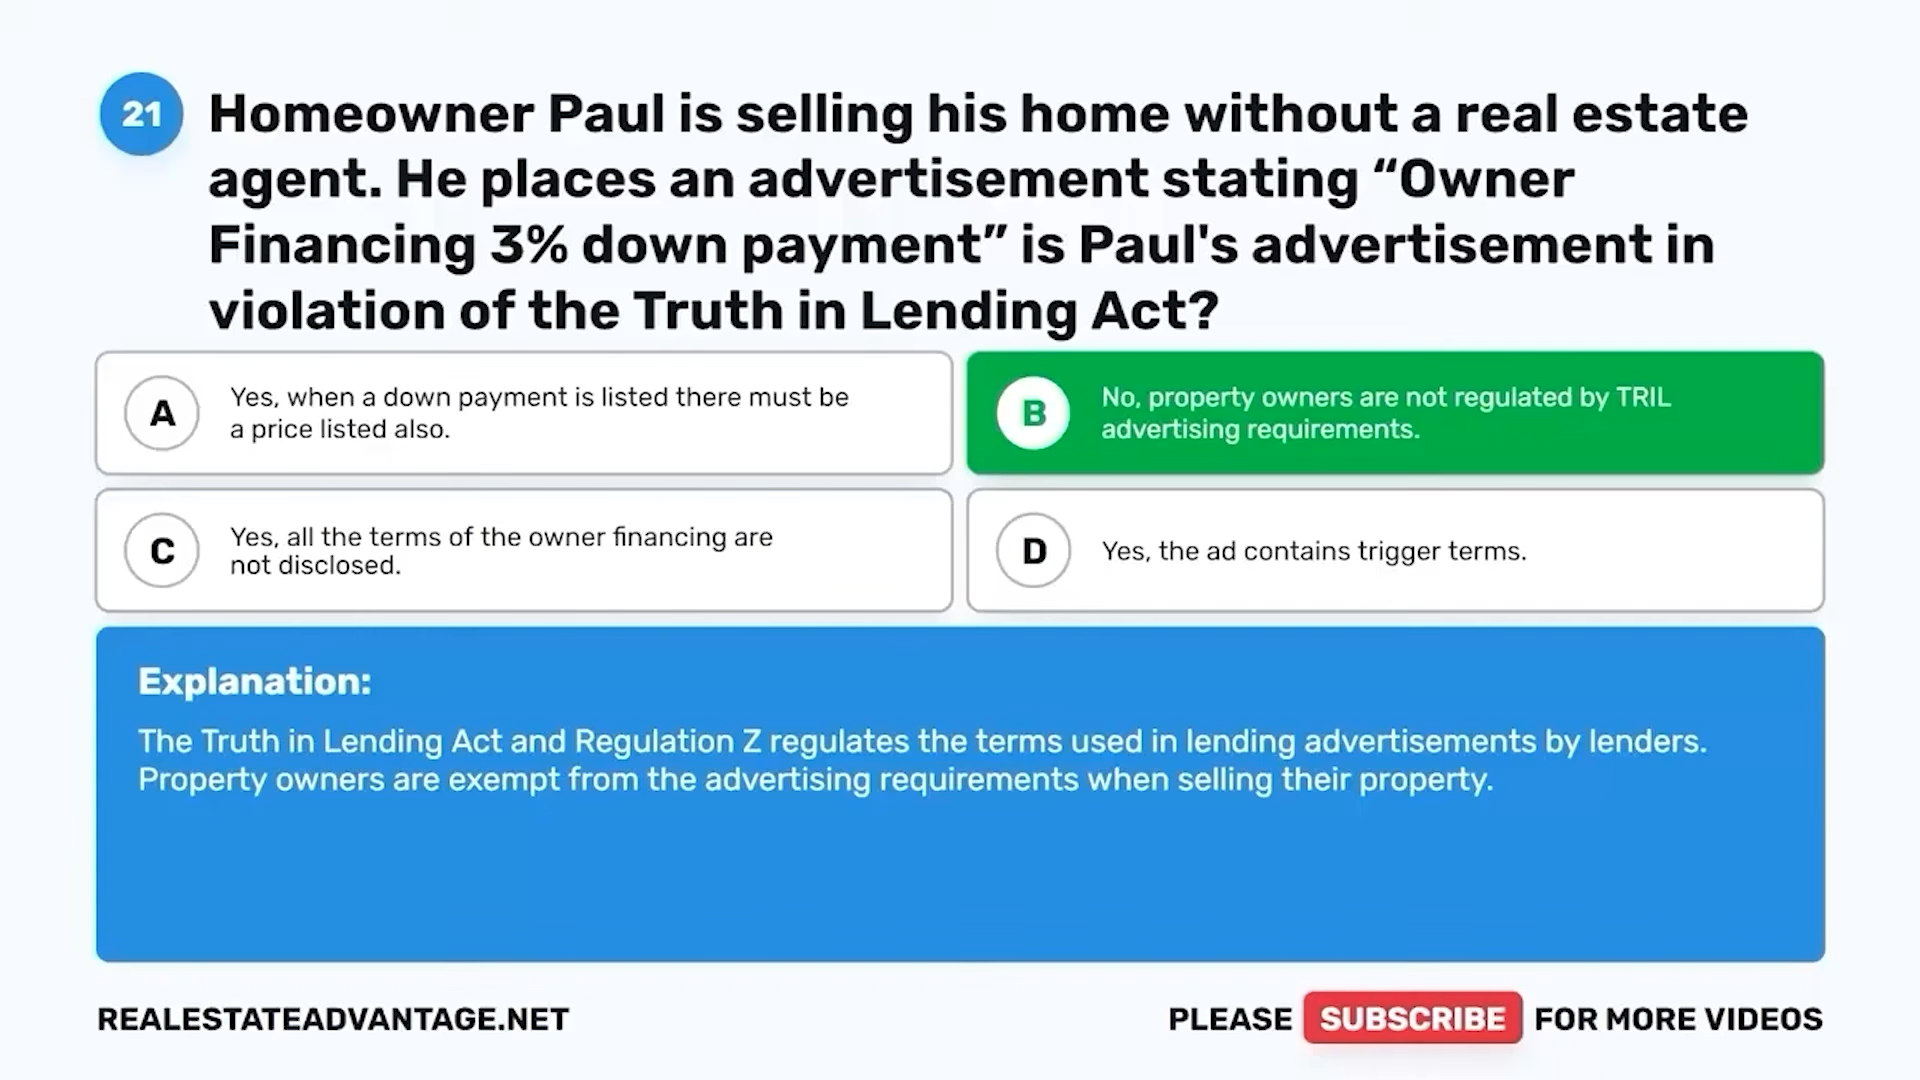 21
Homeowner Paul is selling his home without a real estate
agent. He places an advertisement stating “Owner
Financing 3% down payment” is Paul's advertisement in
violation of the Truth in Lending Act?
A
Yes, when a down payment is listed there must be
a price listed also.
B
No, property owners are not regulated by TRIL
advertising requirements.
C
Yes, all the terms of the owner financing are
not disclosed.
D
Yes, the ad contains trigger terms.
Explanation:
The Truth in Lending Act and Regulation Z regulates the terms used in lending advertisements by lenders.
Property owners are exempt from the advertising requirements when selling their property.
REALESTATEADVANTAGE.NET
PLEASE SUBSCRIBE FOR MORE VIDEOS